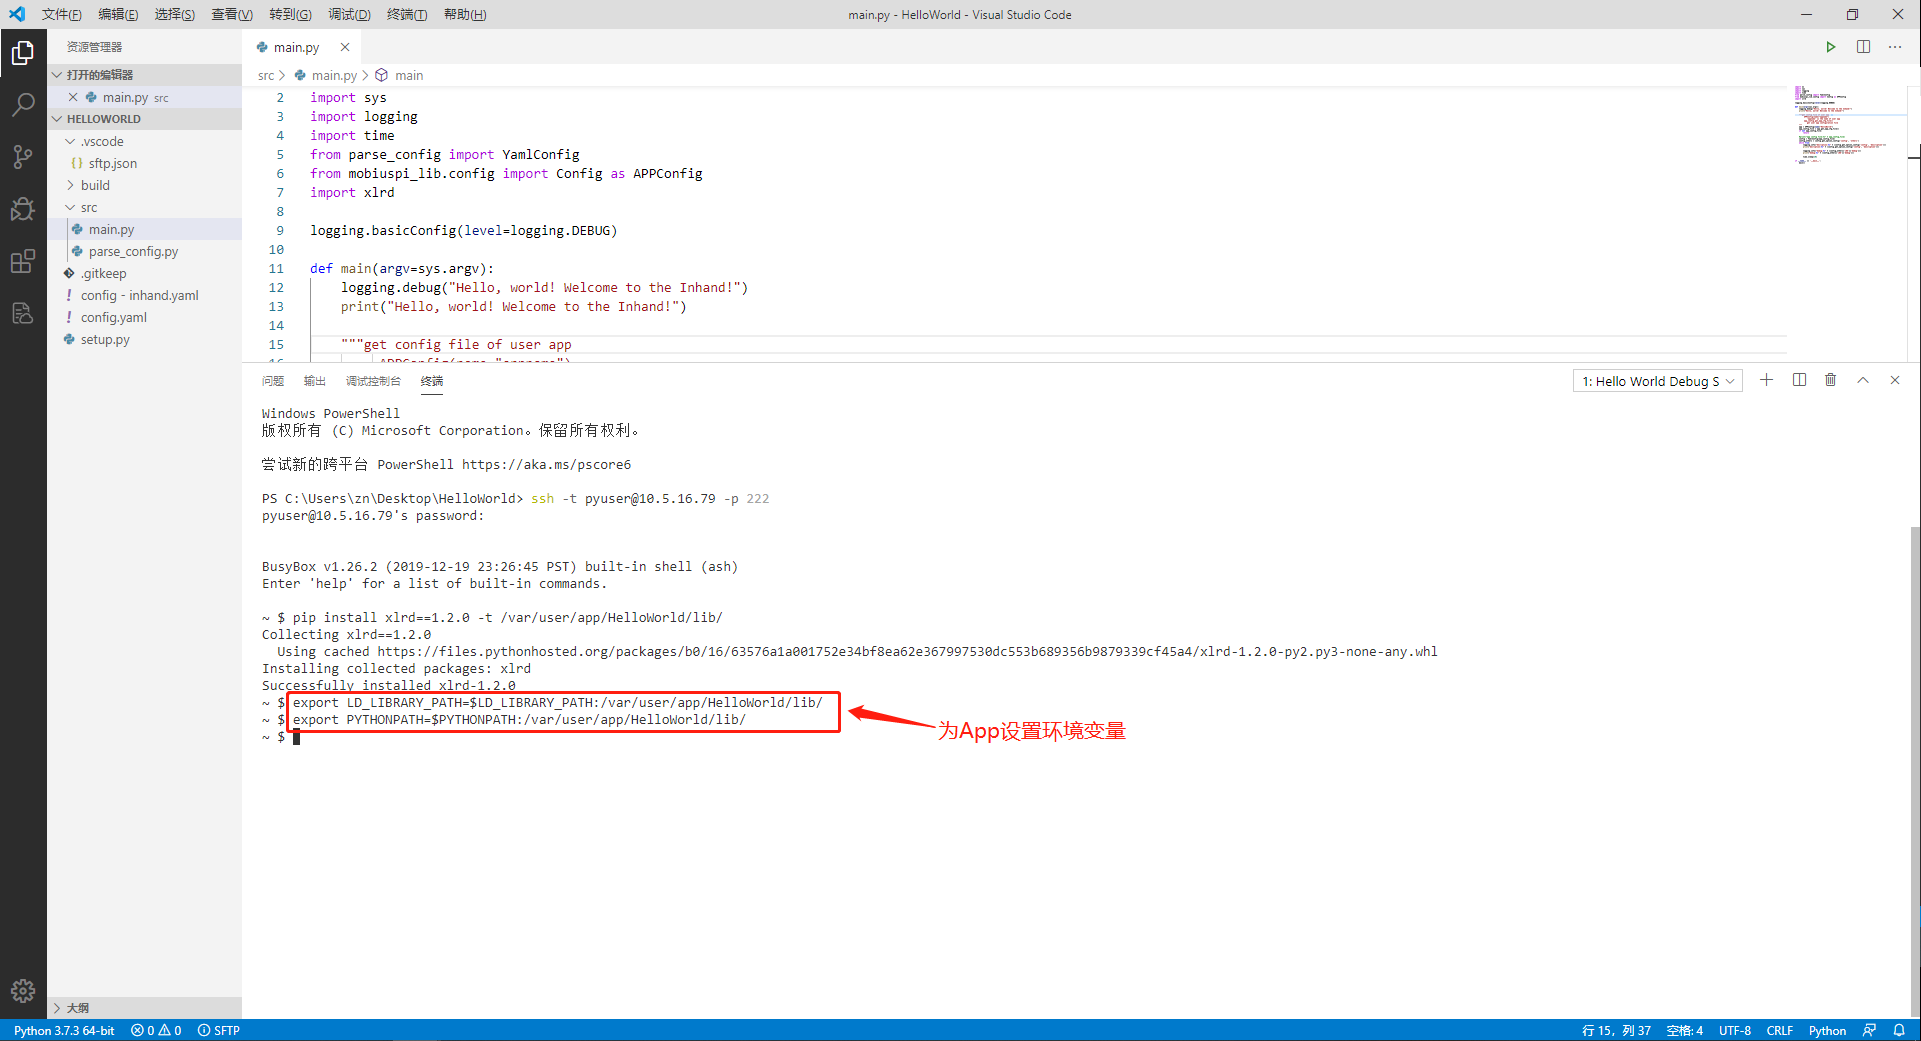 文件(F) 编辑(E) 选择(S) 查看(V) 转到(G) 调试(D) 终端(T) 帮助(H)
main.py - HelloWorld - Visual Studio Code
资源管理器
打开的编辑器
main.py src
HELLOWORLD
.vscode
sftp.json
build
src
main.py
parse_config.py
.gitkeep
config - inhand.yaml
config.yaml
setup.py
大纲
main.py
src > main.py > main
2 import sys
3 import logging
4 import time
5 from parse_config import YamlConfig
6 from mobiuspi_lib.config import Config as APPConfig
7 import xlrd
8
9 logging.basicConfig(level=logging.DEBUG)
10
11 def main(argv=sys.argv):
12 logging.debug("Hello, world! Welcome to the Inhand!")
13 print("Hello, world! Welcome to the Inhand!")
14
15 """get config file of user app
问题 输出 调试控制台 终端
1: Hello World Debug S
Windows PowerShell
版权所有 (C) Microsoft Corporation。保留所有权利。
尝试新的跨平台 PowerShell https://aka.ms/pscore6
PS C:\Users\zn\Desktop\HelloWorld> ssh -t pyuser@10.5.16.79 -p 222
pyuser@10.5.16.79's password:
BusyBox v1.26.2 (2019-12-19 23:26:45 PST) built-in shell (ash)
Enter 'help' for a list of built-in commands.
~ $ pip install xlrd==1.2.0 -t /var/user/app/HelloWorld/lib/
Collecting xlrd==1.2.0
Using cached https://files.pythonhosted.org/packages/b0/16/63576a1a001752e34bf8ea62e367997530dc553b689356b9879339cf45a4/xlrd-1.2.0-py2.py3-none-any.whl
Installing collected packages: xlrd
Successfully installed xlrd-1.2.0
~ $ export LD_LIBRARY_PATH=$LD_LIBRARY_PATH:/var/user/app/HelloWorld/lib/
~ $ export PYTHONPATH=$PYTHONPATH:/var/user/app/HelloWorld/lib/
~ $
为App设置环境变量
Python 3.7.3 64-bit 0 0 SFTP
行 15, 列 37 空格: 4 UTF-8 CRLF Python